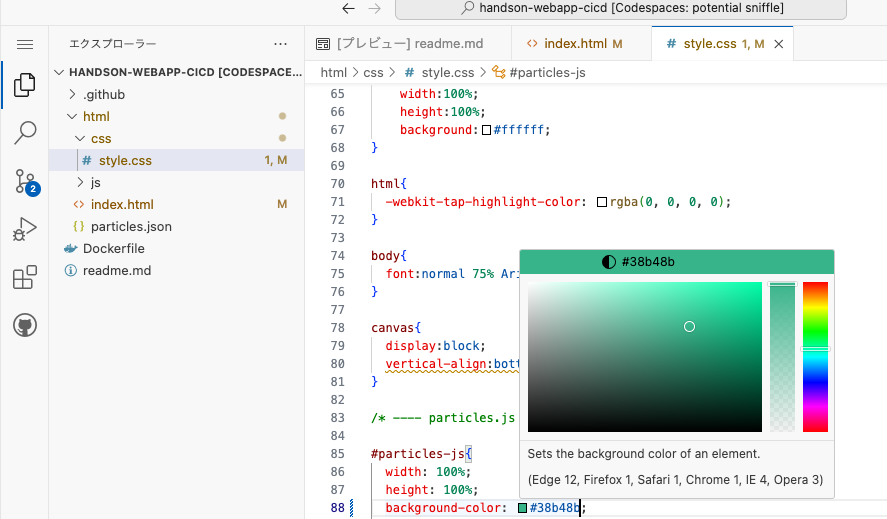 handson-webapp-cicd [Codespaces: potential sniffle]
エクスプローラー
[プレビュー] readme.md
index.html M
style.css 1, M
HANDSON-WEBAPP-CICD [CODESPACE...
html > css > # style.css > #particles-js
.github
html
css
# style.css 1, M
js
index.html M
particles.json
Dockerfile
readme.md
2
65 width:100%;
66 height:100%;
67 background:#ffffff;
68 }
69
70 html{
71 -webkit-tap-highlight-color: rgba(0, 0, 0, 0);
72 }
73
74 body{
75 font:normal 75% Ari
76 }
77
78 canvas{
79 display:block;
80 vertical-align:bott
81 }
82
83 /* ---- particles.js
84
85 #particles-js{
86 width: 100%;
87 height: 100%;
88 background-color: #38b48b;
#38b48b
Sets the background color of an element.
(Edge 12, Firefox 1, Safari 1, Chrome 1, IE 4, Opera 3)